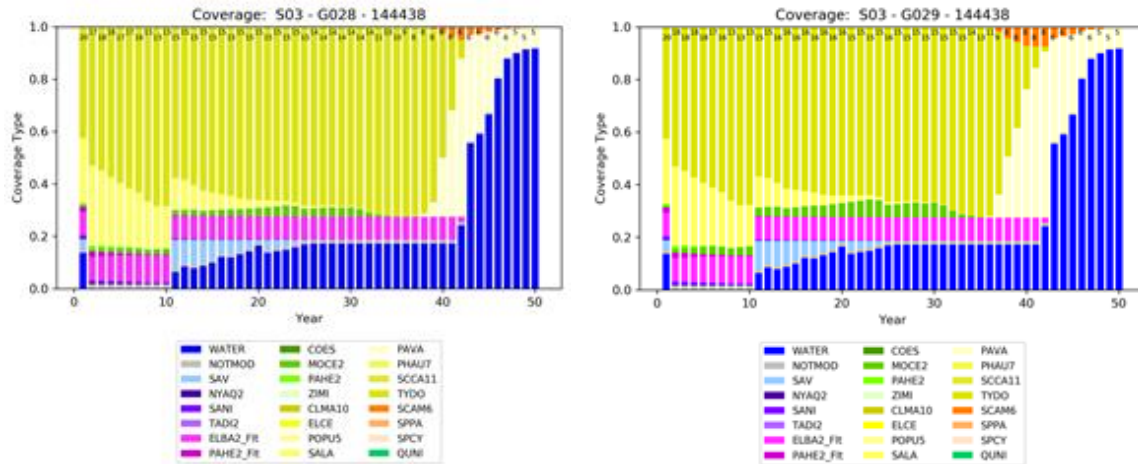 Coverage: S03 - G028 - 144438
Coverage Type
1.0
0.8
0.6
0.4
0.2
0.0
0 10 20 30 40 50
Year
WATER COES PAVA
NOTMOD MOCE2 PHAU7
SAV PAHE2 SCCA11
NYAQ2 ZIMI TYDO
SANI CLMA10 SCAM6
TADI2 ELCE SPPA
ELBA2_Flt POPU5 SPCY
PAHE2_Flt SALA QUNI
Coverage: S03 - G029 - 144438
Coverage Type
1.0
0.8
0.6
0.4
0.2
0.0
0 10 20 30 40 50
Year
WATER COES PAVA
NOTMOD MOCE2 PHAU7
SAV PAHE2 SCCA11
NYAQ2 ZIMI TYDO
SANI CLMA10 SCAM6
TADI2 ELCE SPPA
ELBA2_Flt POPU5 SPCY
PAHE2_Flt SALA QUNI